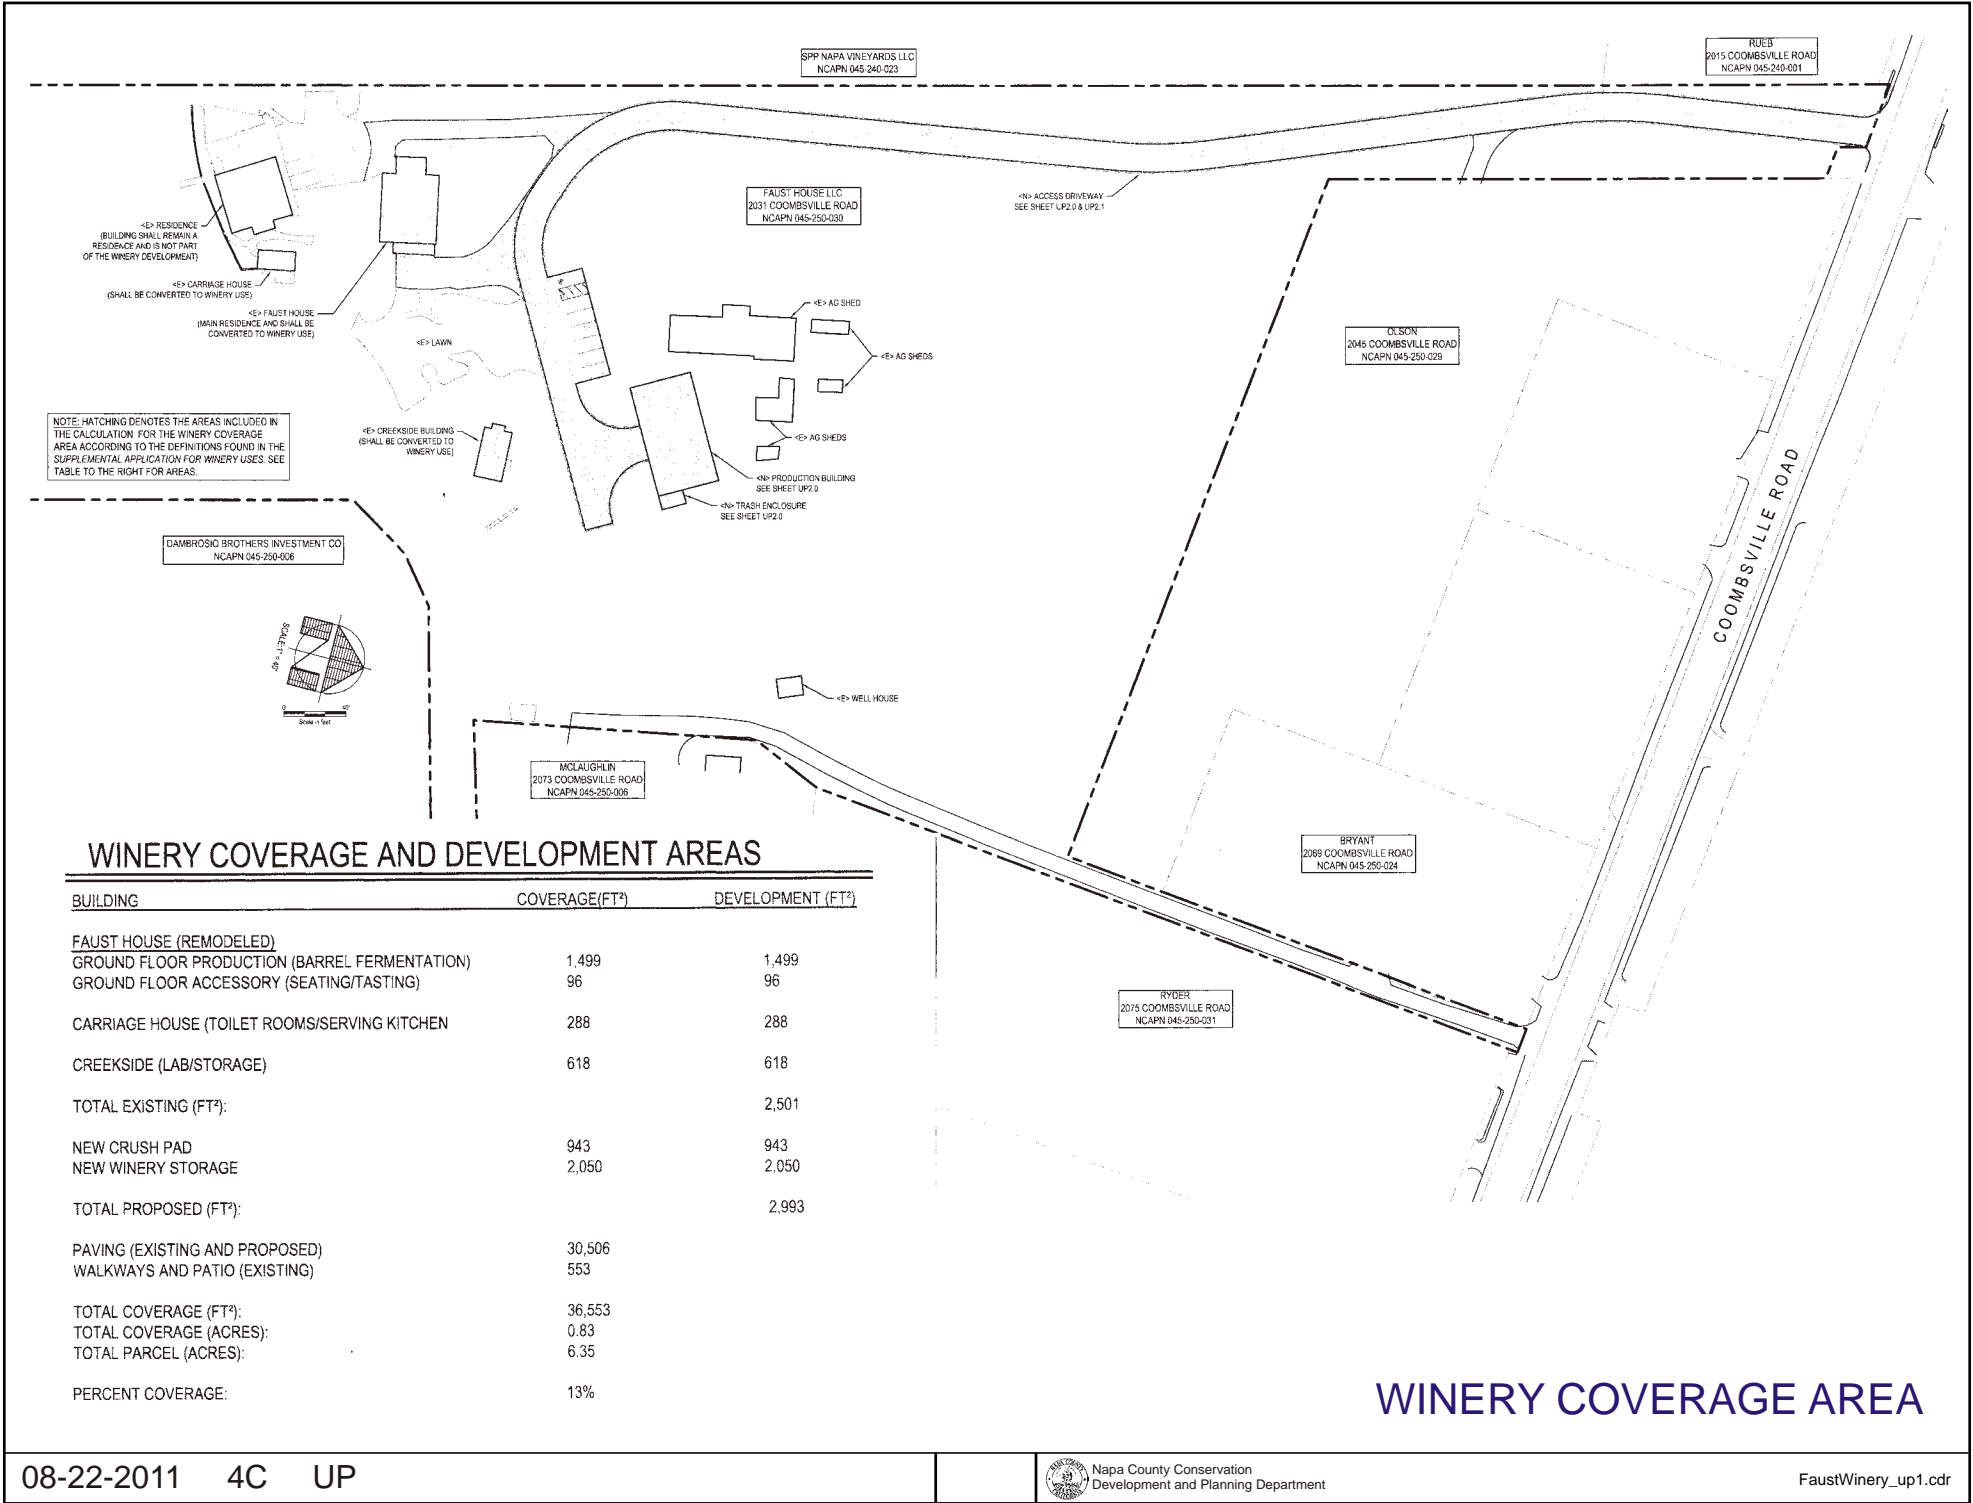 SPP NAPA VINEYARDS LLC
NCAPN 045-240-023
RUEB
2015 COOMBSVILLE ROAD
NCAPN 045-240-001
FAUST HOUSE LLC
2031 COOMBSVILLE ROAD
NCAPN 045-250-030
<N> ACCESS DRIVEWAY
SEE SHEET UP2.0 & UP2.1
<E> RESIDENCE
(BUILDING SHALL REMAIN A
RESIDENCE AND IS NOT PART
OF THE WINERY DEVELOPMENT)
<E> CARRIAGE HOUSE
(SHALL BE CONVERTED TO WINERY USE)
<E> FAUST HOUSE
(MAIN RESIDENCE AND SHALL BE
CONVERTED TO WINERY USE)
<E> LAWN
<E> AG SHED
<E> AG SHEDS
<E> AG SHEDS
OLSON
2045 COOMBSVILLE ROAD
NCAPN 045-250-029
NOTE: HATCHING DENOTES THE AREAS INCLUDED IN
THE CALCULATION FOR THE WINERY COVERAGE
AREA ACCORDING TO THE DEFINITIONS FOUND IN THE
SUPPLEMENTAL APPLICATION FOR WINERY USES. SEE
TABLE TO THE RIGHT FOR AREAS.
<E> CREEKSIDE BUILDING
(SHALL BE CONVERTED TO
WINERY USE)
<N> PRODUCTION BUILDING
SEE SHEET UP2.0
<N> TRASH ENCLOSURE
SEE SHEET UP2.0
COOMBSVILLE ROAD
DAMBROSIO BROTHERS INVESTMENT CO
NCAPN 045-250-006
SCALE: 1" = 40'
0 40'
Scale -1 feet
<E> WELL HOUSE
MCLAUGHLIN
2073 COOMBSVILLE ROAD
NCAPN 045-250-006
BRYANT
2069 COOMBSVILLE ROAD
NCAPN 045-250-024
RYDER
2075 COOMBSVILLE ROAD
NCAPN 045-250-031
WINERY COVERAGE AND DEVELOPMENT AREAS
BUILDING COVERAGE(FT²) DEVELOPMENT (FT²)
FAUST HOUSE (REMODELED)
GROUND FLOOR PRODUCTION (BARREL FERMENTATION) 1,499 1,499
GROUND FLOOR ACCESSORY (SEATING/TASTING) 96 96
CARRIAGE HOUSE (TOILET ROOMS/SERVING KITCHEN 288 288
CREEKSIDE (LAB/STORAGE) 618 618
TOTAL EXISTING (FT²): 2,501
NEW CRUSH PAD 943 943
NEW WINERY STORAGE 2,050 2,050
TOTAL PROPOSED (FT²): 2,993
PAVING (EXISTING AND PROPOSED) 30,506
WALKWAYS AND PATIO (EXISTING) 553
TOTAL COVERAGE (FT²): 36,553
TOTAL COVERAGE (ACRES): 0.83
TOTAL PARCEL (ACRES): 6.35
PERCENT COVERAGE: 13%
WINERY COVERAGE AREA
08-22-2011 4C UP
NAPA COUNTY
CALIFORNIA
Napa County Conservation
Development and Planning Department
FaustWinery_up1.cdr